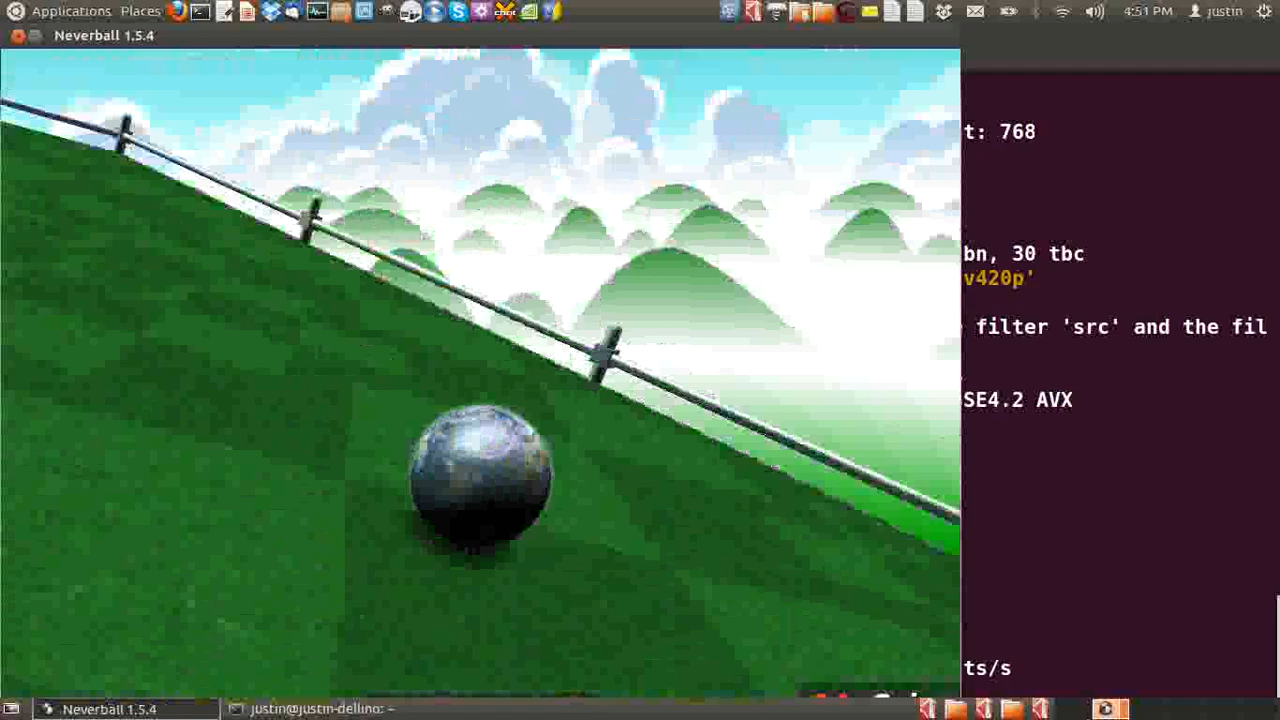 Applications Places 4:51 PM justin
Neverball 1.5.4
t: 768
bn, 30 tbc
v420p'
filter 'src' and the fil
SE4.2 AVX
ts/s
Neverball 1.5.4 justin@justin-dellino: ~